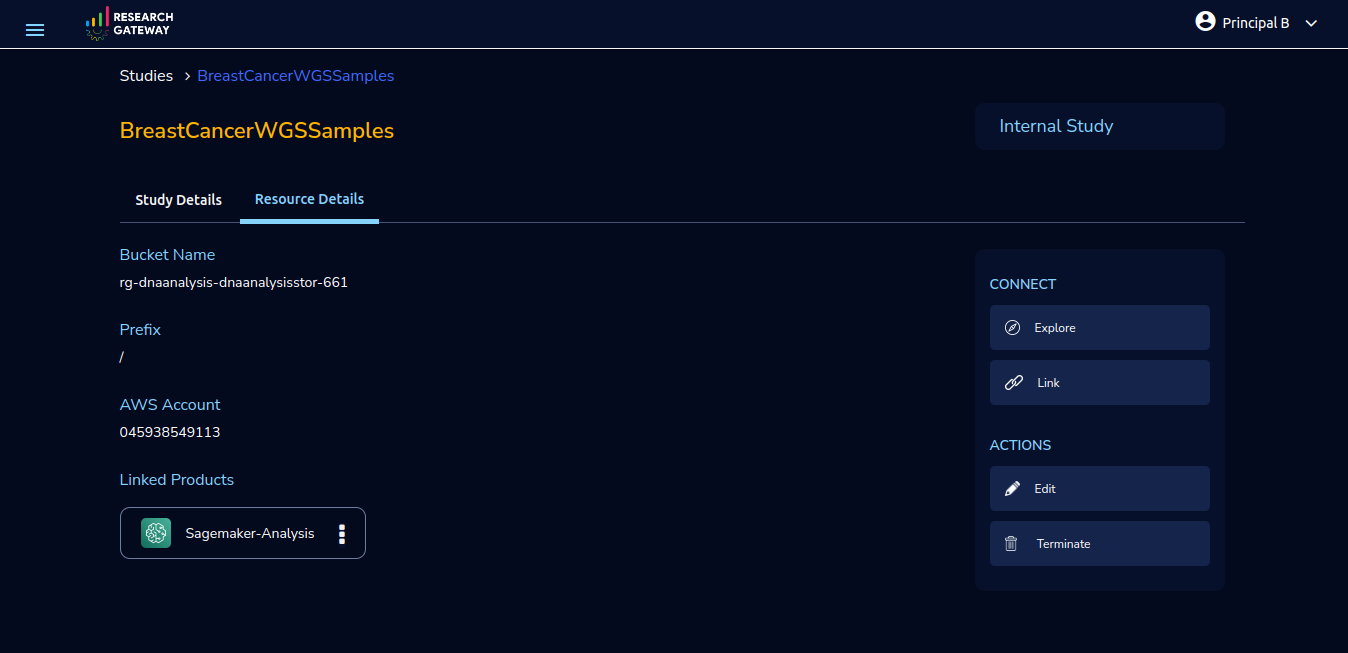 RESEARCH
GATEWAY
Principal B
Studies > BreastCancerWGSSamples
BreastCancerWGSSamples
Internal Study
Study Details
Resource Details
Bucket Name
rg-dnaanalysis-dnaanalysisstor-661
Prefix
/
AWS Account
045938549113
Linked Products
Sagemaker-Analysis
CONNECT
Explore
Link
ACTIONS
Edit
Terminate